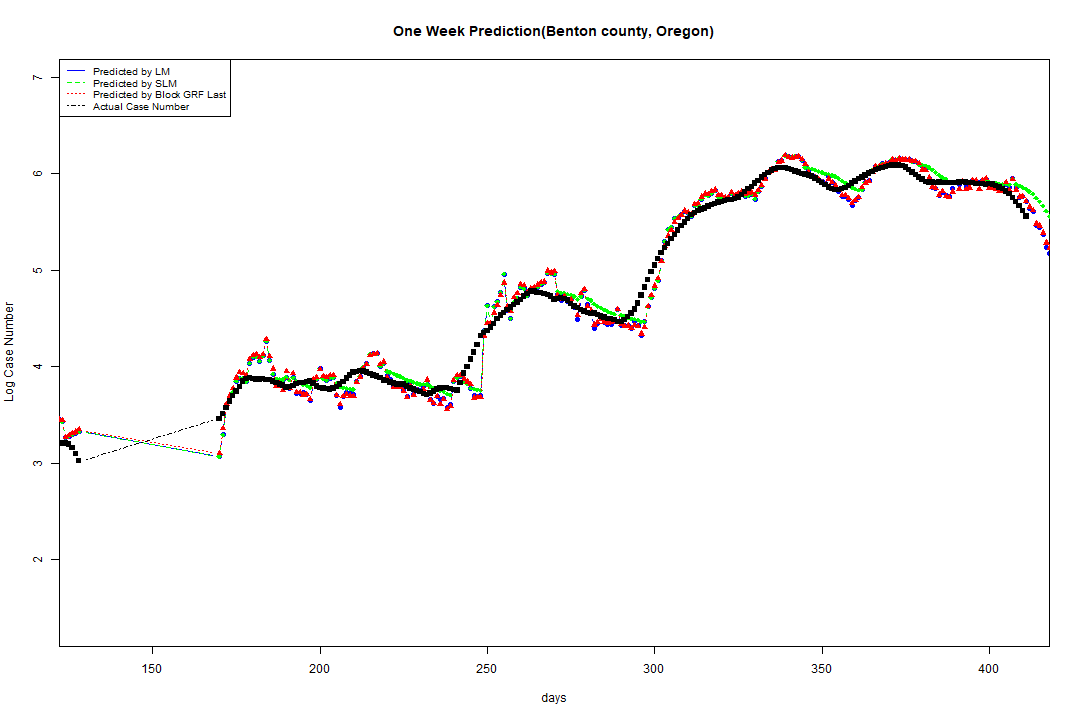 One Week Prediction(Benton county, Oregon)
Predicted by LM
Predicted by SLM
Predicted by Block GRF Last
Actual Case Number
7
6
5
4
3
2
Log Case Number
150 200 250 300 350 400
days